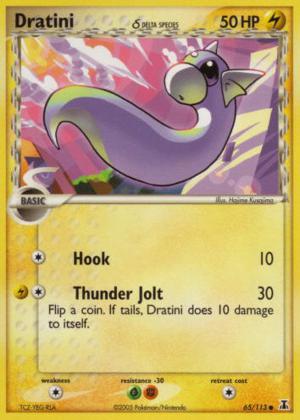 Dratini δ DELTA SPECIES 50 HP
BASIC
Illus. Hajime Kusajima
Hook 10
Thunder Jolt 30
Flip a coin. If tails, Dratini does 10 damage
to itself.
weakness resistance -30 retreat cost
©2005 Pokémon/Nintendo 65/113